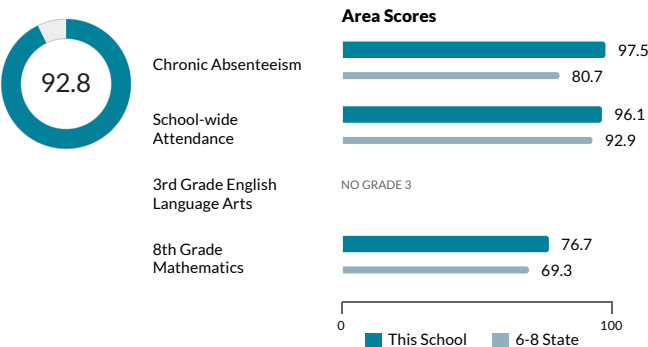 Area Scores
92.8
Chronic Absenteeism
97.5
80.7
School-wide
Attendance
96.1
92.9
3rd Grade English
Language Arts
NO GRADE 3
8th Grade
Mathematics
76.7
69.3
0
100
This School
6-8 State